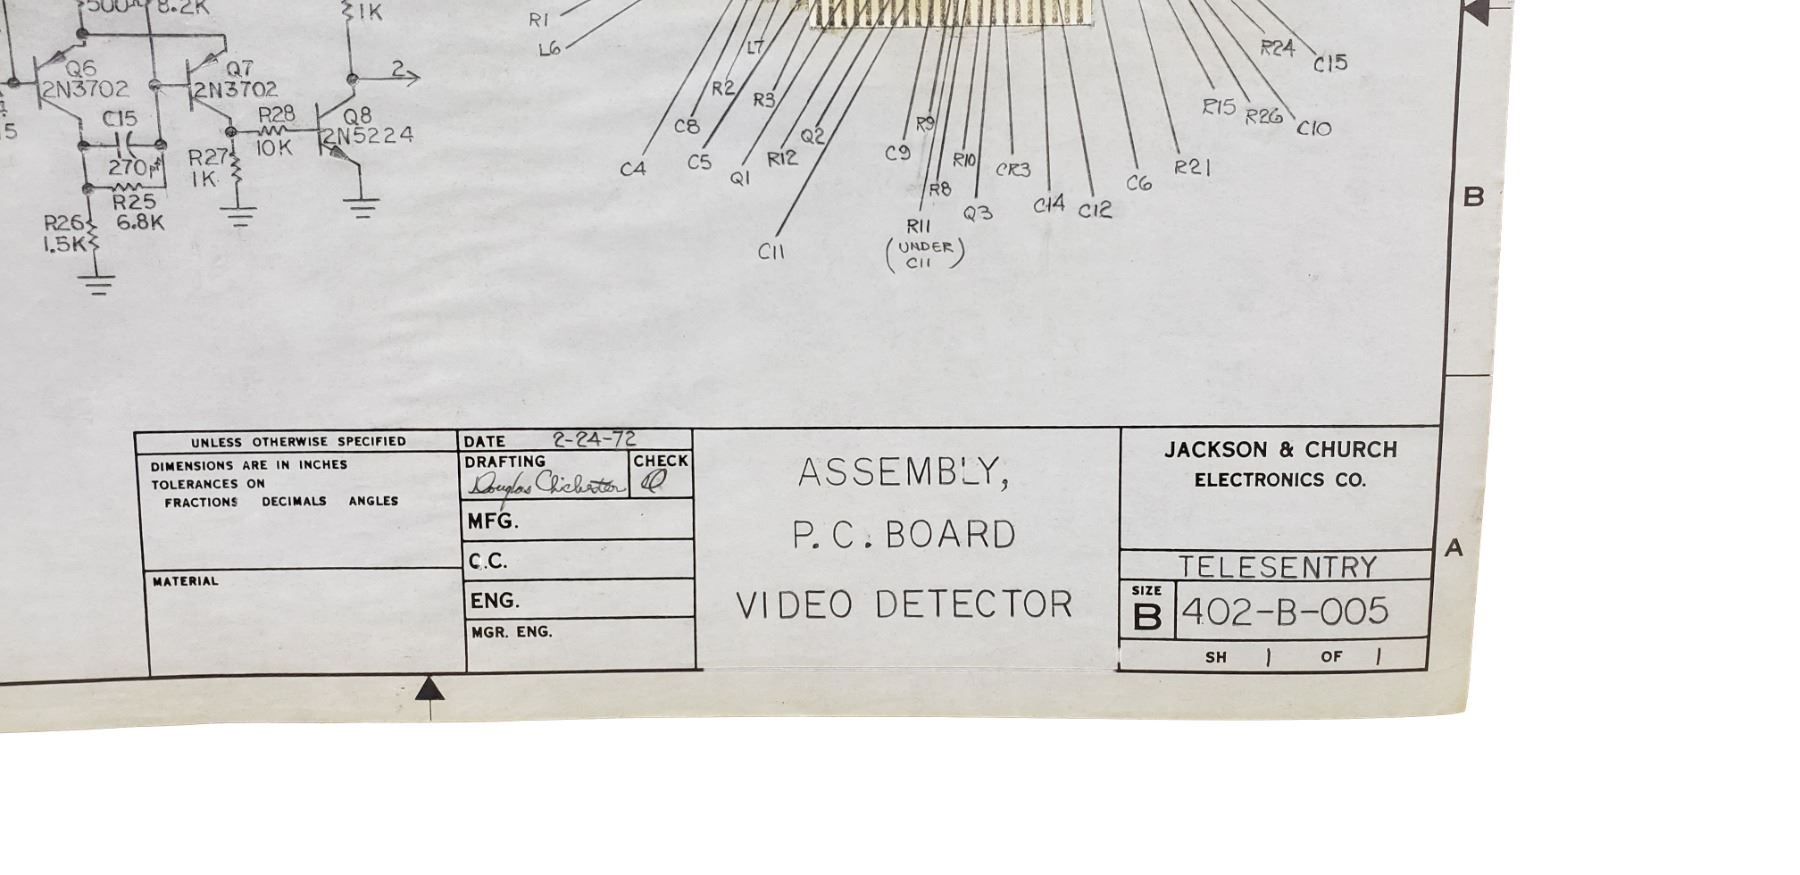 500Ω 8.2K
1K
R1
L6
L7
R24
C15
Q6
2N3702
Q7
2N3702
2
R2
R3
R15
R26
C10
5
C15
R28
10K
Q8
2N5224
C8
Q2
R9
270pf
R27
1K
C4
C5
Q1
R12
C9
R10
CR3
C6
R21
R25
6.8K
R8
Q3
C14
C12
R26
1.5K
C11
R11
(UNDER
C11)
B
UNLESS OTHERWISE SPECIFIED
DIMENSIONS ARE IN INCHES
TOLERANCES ON
FRACTIONS DECIMALS ANGLES
MATERIAL
DATE 2-24-72
DRAFTING CHECK
Douglas Chichester
MFG.
C.C.
ENG.
MGR. ENG.
ASSEMBLY,
P.C. BOARD
VIDEO DETECTOR
JACKSON & CHURCH
ELECTRONICS CO.
TELESENTRY
SIZE
B 402-B-005
SH 1 OF 1
A